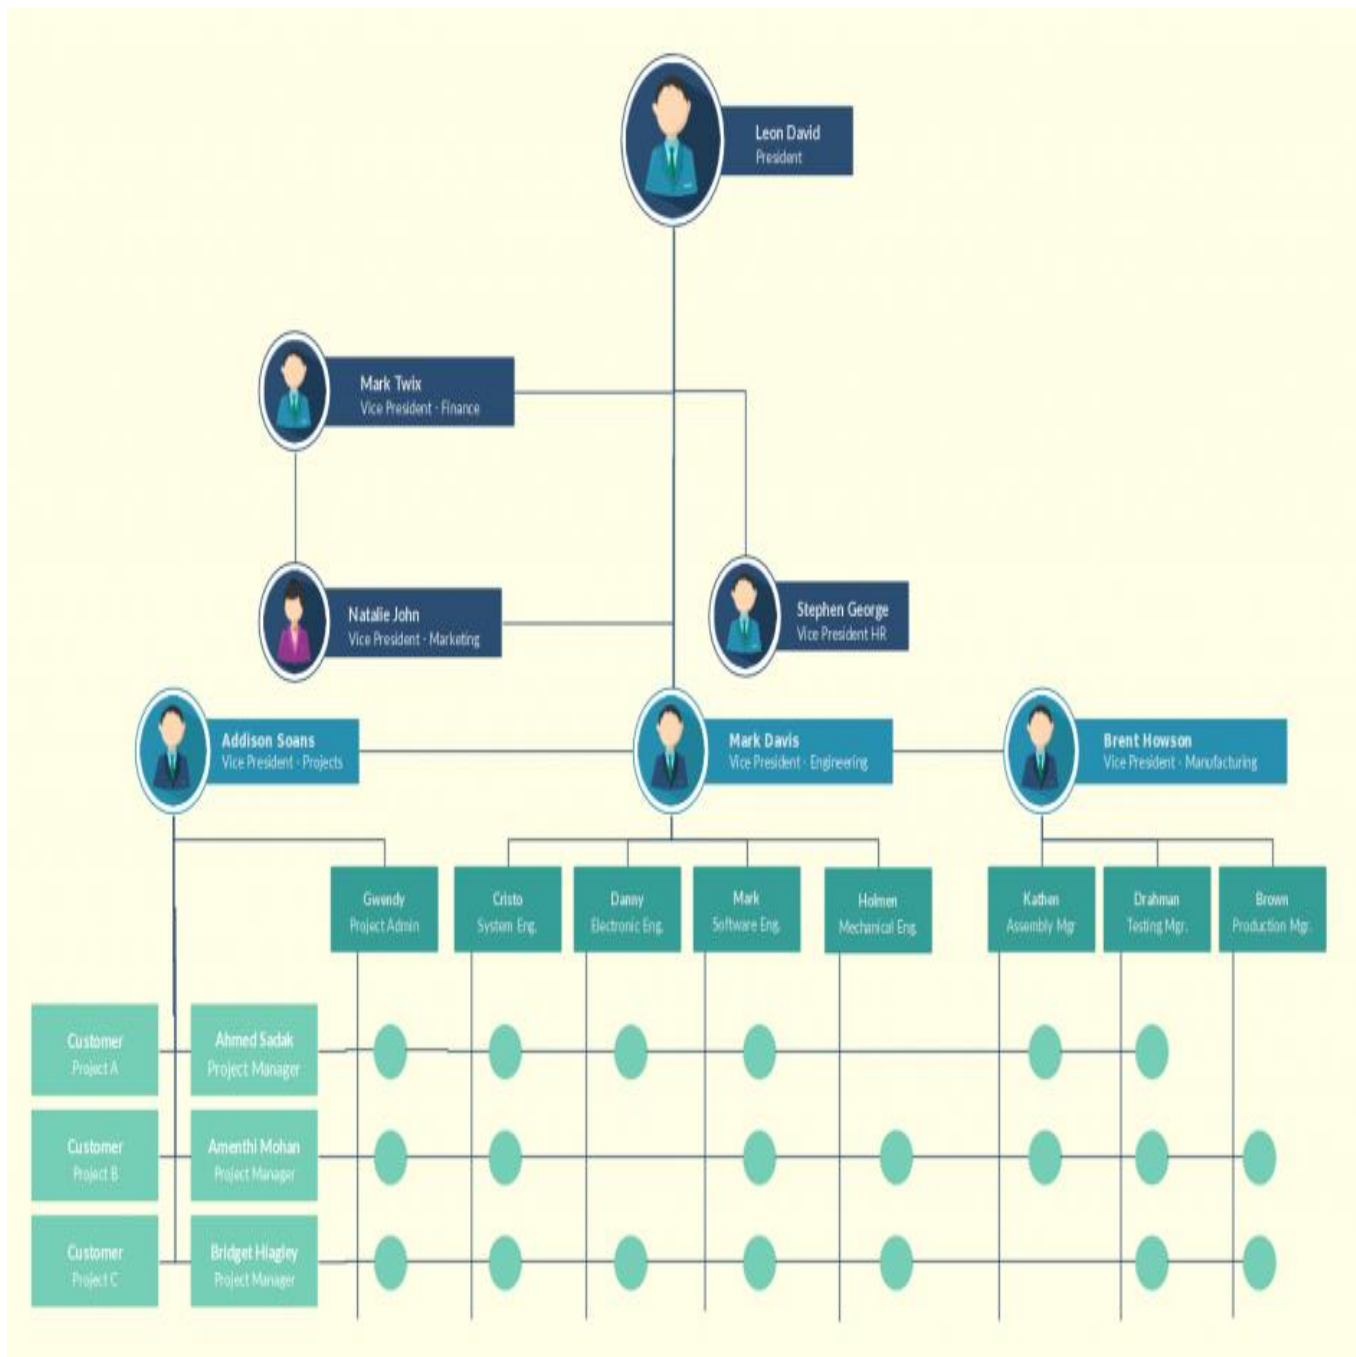 Leon David
President
Mark Twix
Vice President - Finance
Natalie John
Vice President - Marketing
Stephen George
Vice President HR
Addison Soans
Vice President - Projects
Mark Davis
Vice President - Engineering
Brent Howson
Vice President - Manufacturing
Gwendy
Project Admin
Cristo
System Eng.
Danny
Electronic Eng.
Mark
Software Eng.
Holmen
Mechanical Eng.
Kathen
Assembly Mgr
Drahman
Testing Mgr.
Brown
Production Mgr.
Customer
Project A
Ahmed Sadak
Project Manager
Customer
Project B
Amenthi Mohan
Project Manager
Customer
Project C
Bridget Hiagley
Project Manager